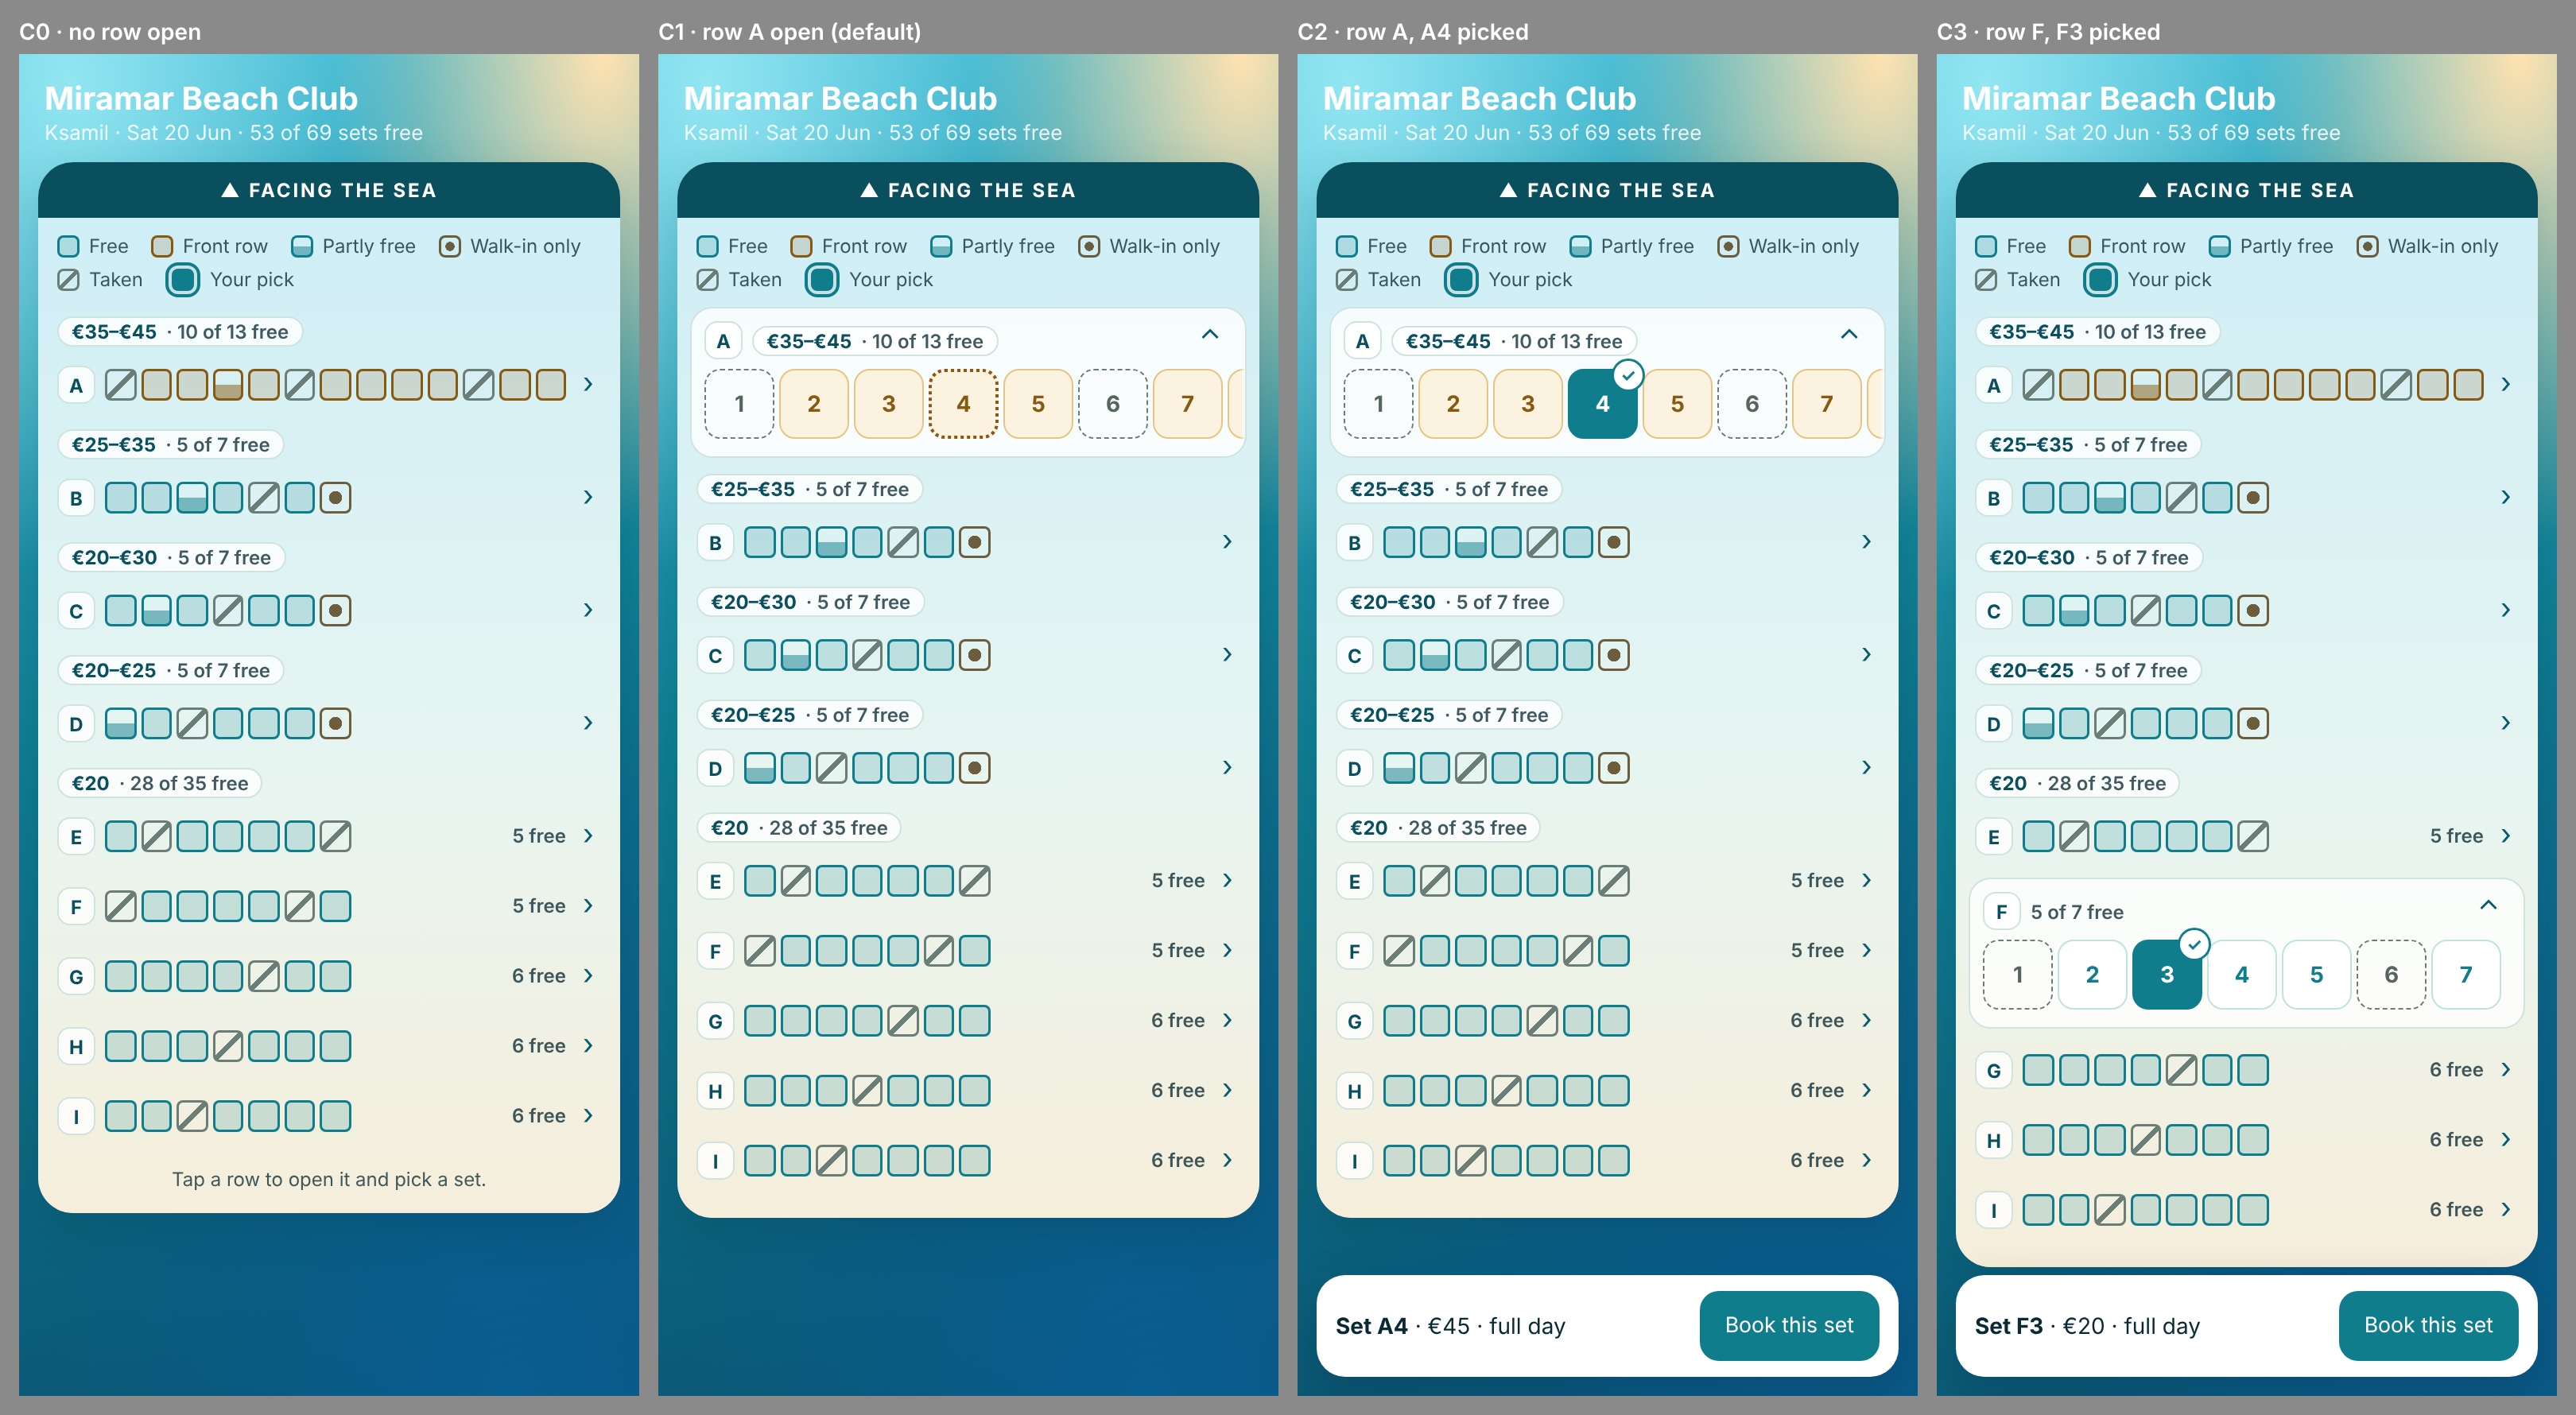 C0 · no row open
Miramar Beach Club
Ksamil · Sat 20 Jun · 53 of 69 sets free
▲ FACING THE SEA
Free Front row Partly free Walk-in only
Taken Your pick
€35–€45 · 10 of 13 free
A
€25–€35 · 5 of 7 free
B
€20–€30 · 5 of 7 free
C
€20–€25 · 5 of 7 free
D
€20 · 28 of 35 free
E 5 free
F 5 free
G 6 free
H 6 free
I 6 free
Tap a row to open it and pick a set.
C1 · row A open (default)
Miramar Beach Club
Ksamil · Sat 20 Jun · 53 of 69 sets free
▲ FACING THE SEA
Free Front row Partly free Walk-in only
Taken Your pick
A €35–€45 · 10 of 13 free
1 2 3 4 5 6 7
€25–€35 · 5 of 7 free
B
€20–€30 · 5 of 7 free
C
€20–€25 · 5 of 7 free
D
€20 · 28 of 35 free
E 5 free
F 5 free
G 6 free
H 6 free
I 6 free
C2 · row A, A4 picked
Miramar Beach Club
Ksamil · Sat 20 Jun · 53 of 69 sets free
▲ FACING THE SEA
Free Front row Partly free Walk-in only
Taken Your pick
A €35–€45 · 10 of 13 free
1 2 3 4 5 6 7
€25–€35 · 5 of 7 free
B
€20–€30 · 5 of 7 free
C
€20–€25 · 5 of 7 free
D
€20 · 28 of 35 free
E 5 free
F 5 free
G 6 free
H 6 free
I 6 free
Set A4 · €45 · full day Book this set
C3 · row F, F3 picked
Miramar Beach Club
Ksamil · Sat 20 Jun · 53 of 69 sets free
▲ FACING THE SEA
Free Front row Partly free Walk-in only
Taken Your pick
€35–€45 · 10 of 13 free
A
€25–€35 · 5 of 7 free
B
€20–€30 · 5 of 7 free
C
€20–€25 · 5 of 7 free
D
€20 · 28 of 35 free
E 5 free
F 5 of 7 free
1 2 3 4 5 6 7
G 6 free
H 6 free
I 6 free
Set F3 · €20 · full day Book this set